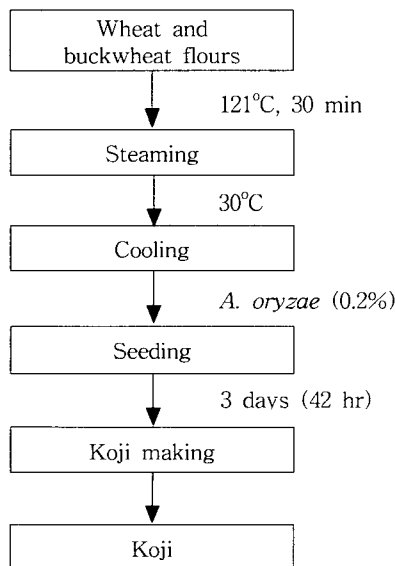 Wheat and
buckwheat flours
121°C, 30 min
Steaming
30°C
Cooling
A. oryzae (0.2%)
Seeding
3 days (42 hr)
Koji making
Koji